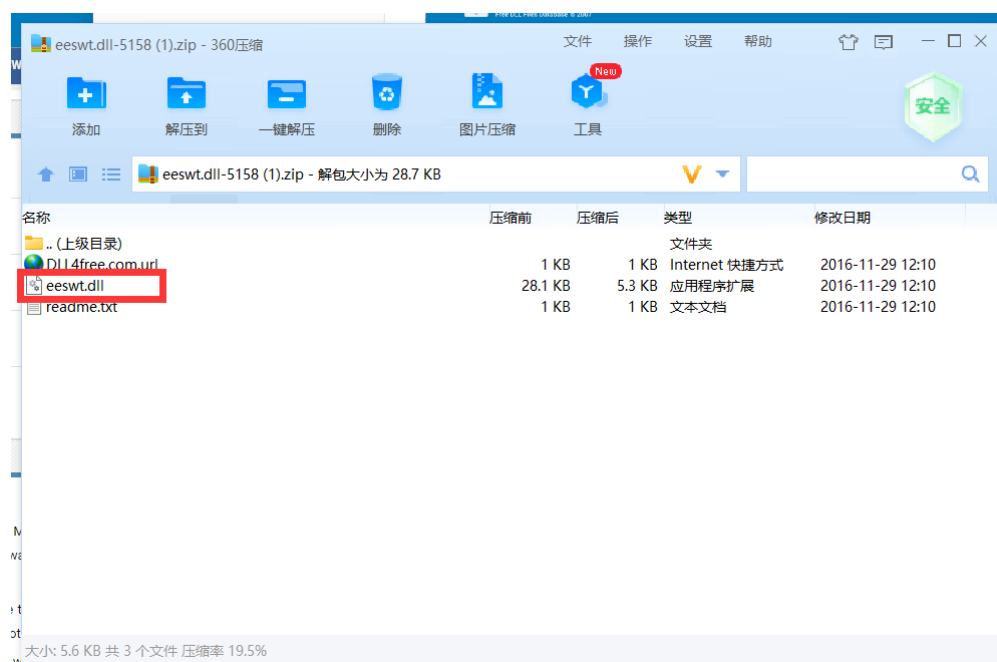 Free DLL Files Database © 2007
eeswt.dll-5158 (1).zip - 360压缩
文件 操作 设置 帮助
New
添加 解压到 一键解压 删除 图片压缩 工具 安全
eeswt.dll-5158 (1).zip - 解包大小为 28.7 KB
名称 压缩前 压缩后 类型 修改日期
.. (上级目录) 文件夹
DLL4free.com.url 1 KB 1 KB Internet 快捷方式 2016-11-29 12:10
eeswt.dll 28.1 KB 5.3 KB 应用程序扩展 2016-11-29 12:10
readme.txt 1 KB 1 KB 文本文档 2016-11-29 12:10
大小: 5.6 KB 共 3 个文件 压缩率 19.5%